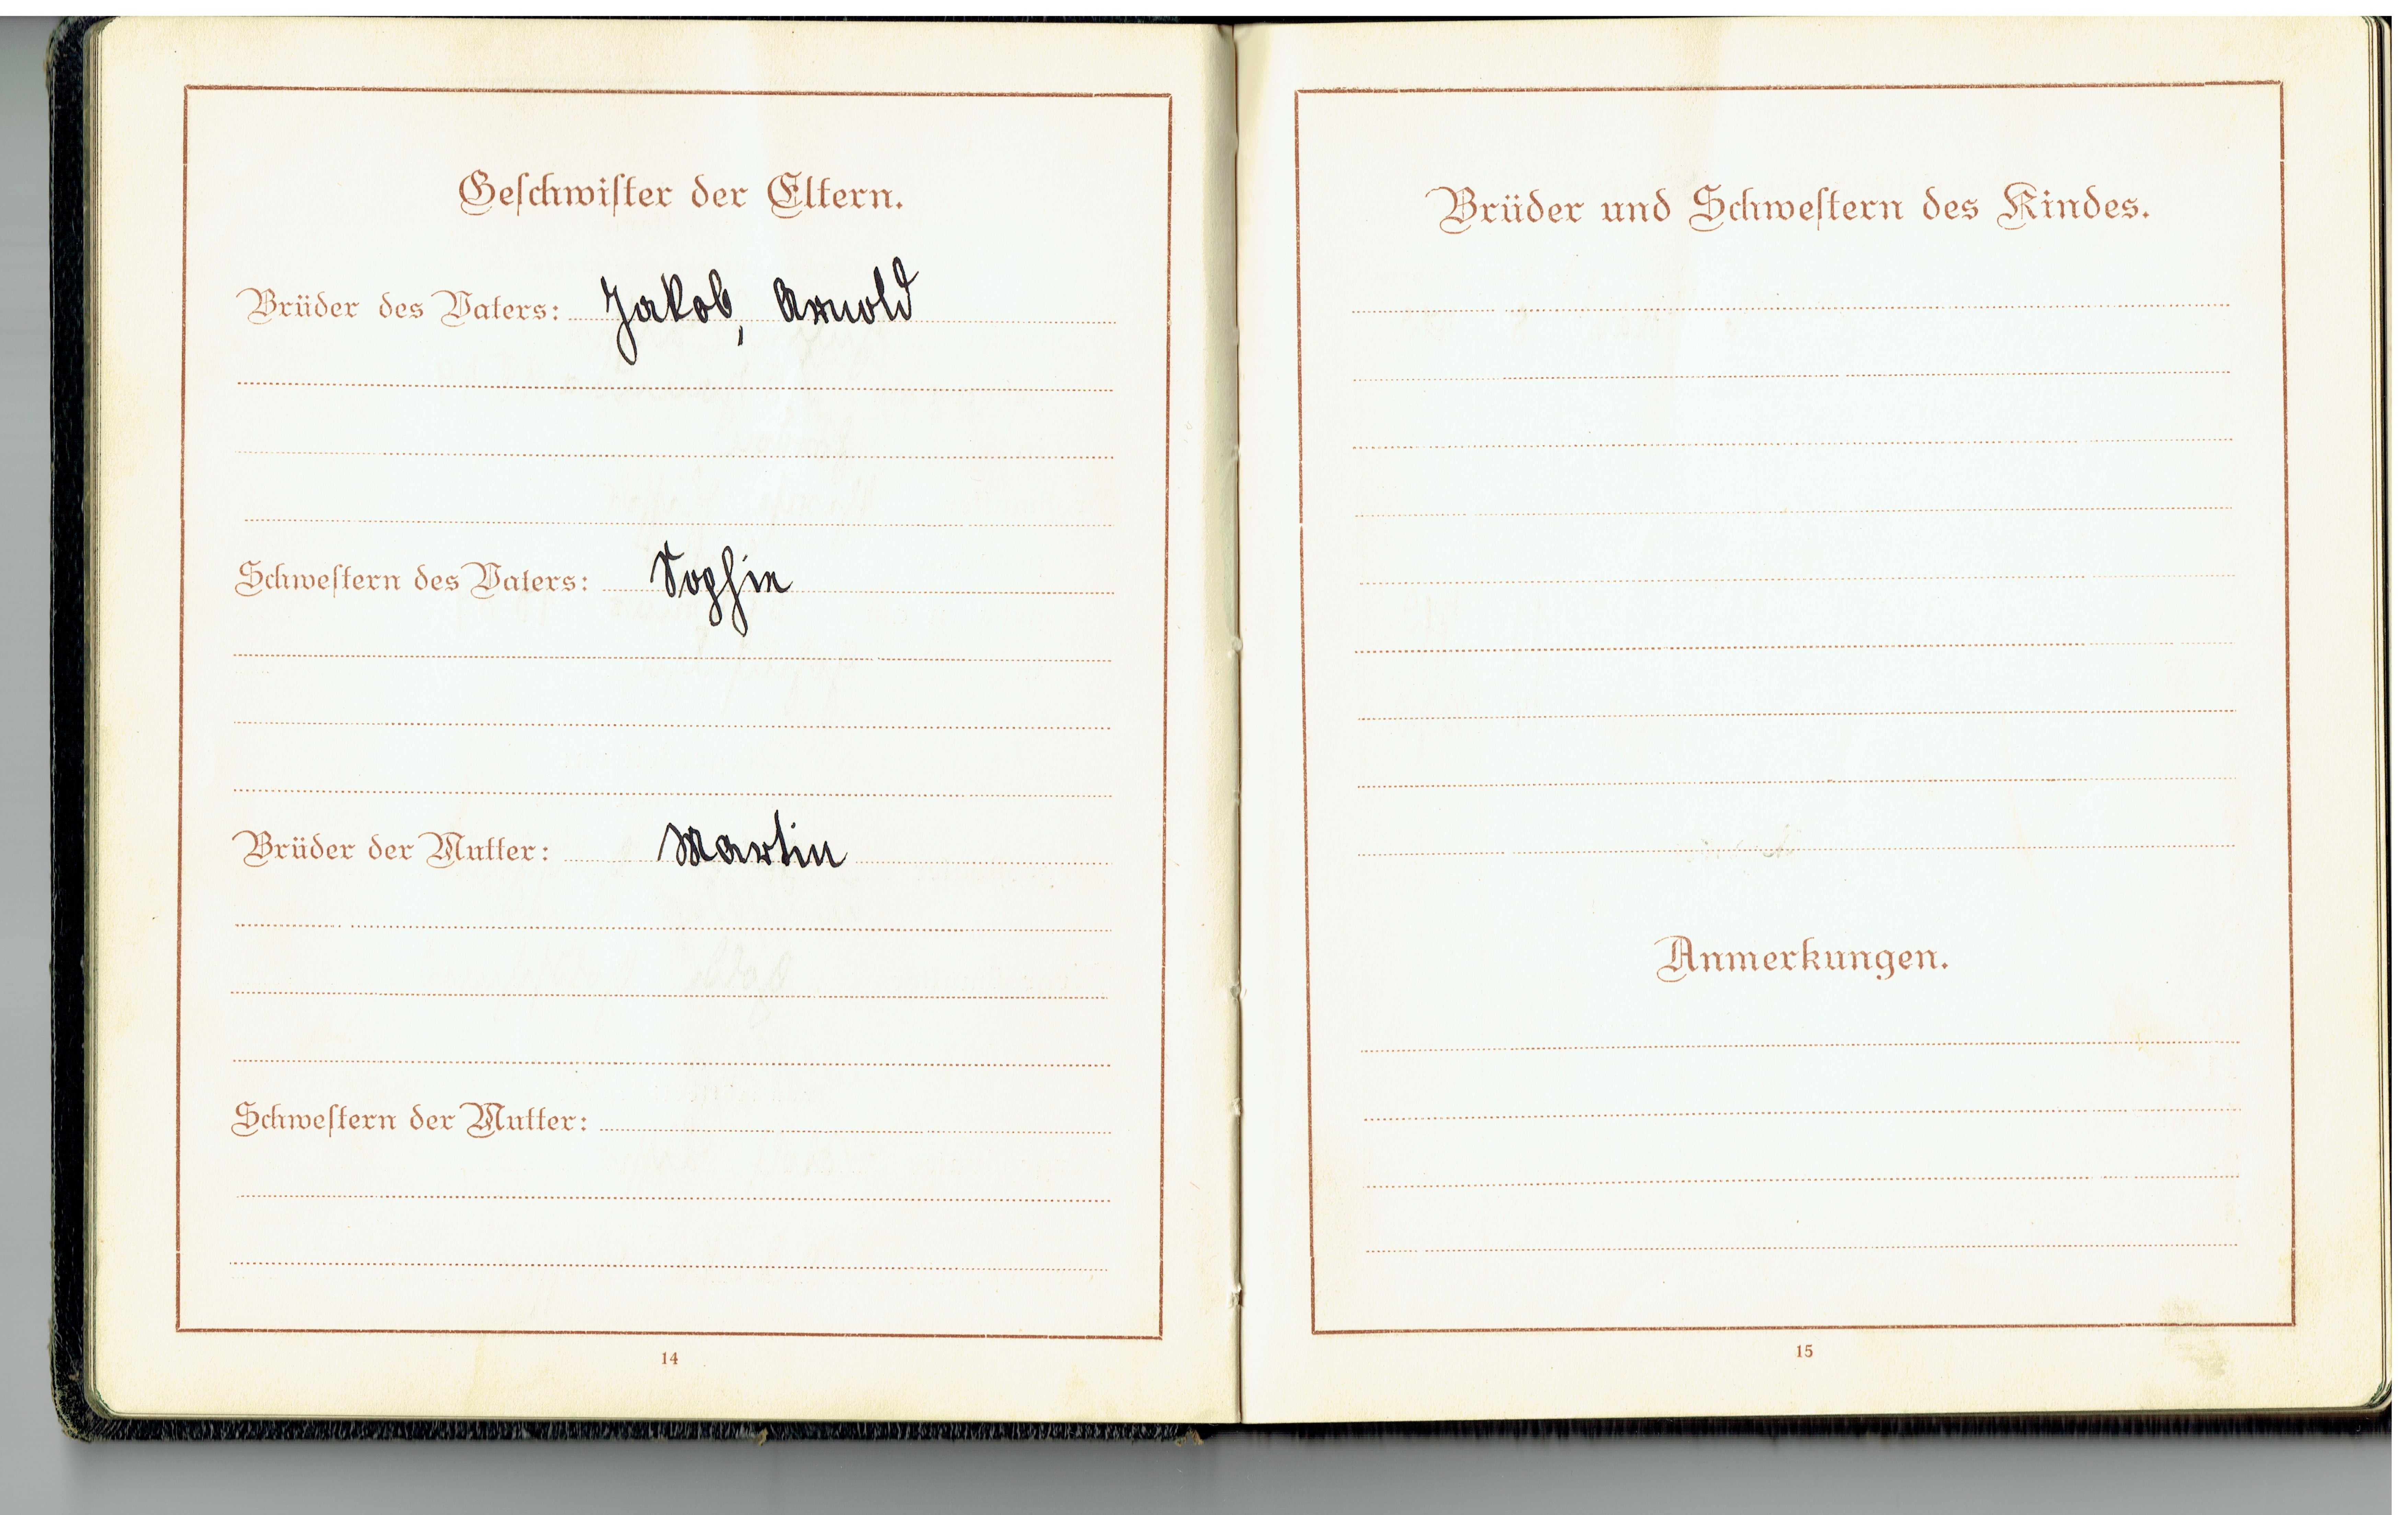 Geschwister der Eltern.
Brüder des Vaters: Jakob, Arnold
Schwestern des Vaters: Sophie
Brüder der Mutter: Martin
Schwestern der Mutter:
14
Brüder und Schwestern des Kindes.
Anmerkungen.
15